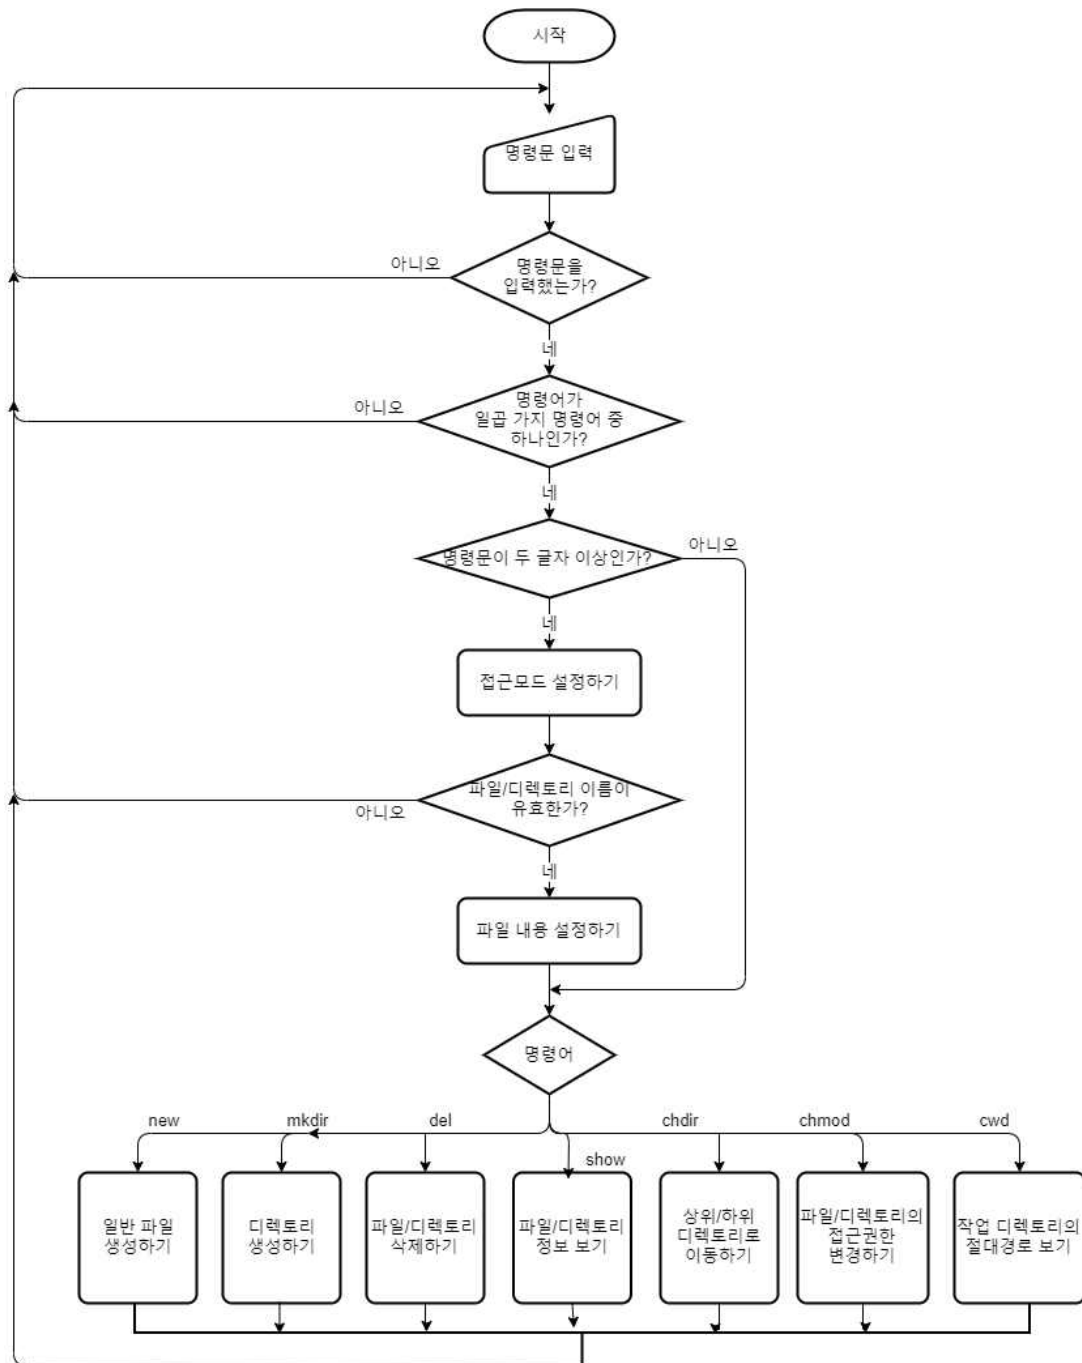 시작
명령문 입력
아니오
명령문을
입력했는가?
네
아니오
명령어가
일곱 가지 명령어 중
하나인가?
네
명령문이 두 글자 이상인가?
아니오
네
접근모드 설정하기
파일/디렉토리 이름이
유효한가?
아니오
네
파일 내용 설정하기
명령어
new
mkdir
del
show
chdir
chmod
cwd
일반 파일
생성하기
디렉토리
생성하기
파일/디렉토리
삭제하기
파일/디렉토리
정보 보기
상위/하위
디렉토리로
이동하기
파일/디렉토리의
접근권한
변경하기
작업 디렉토리의
절대경로 보기